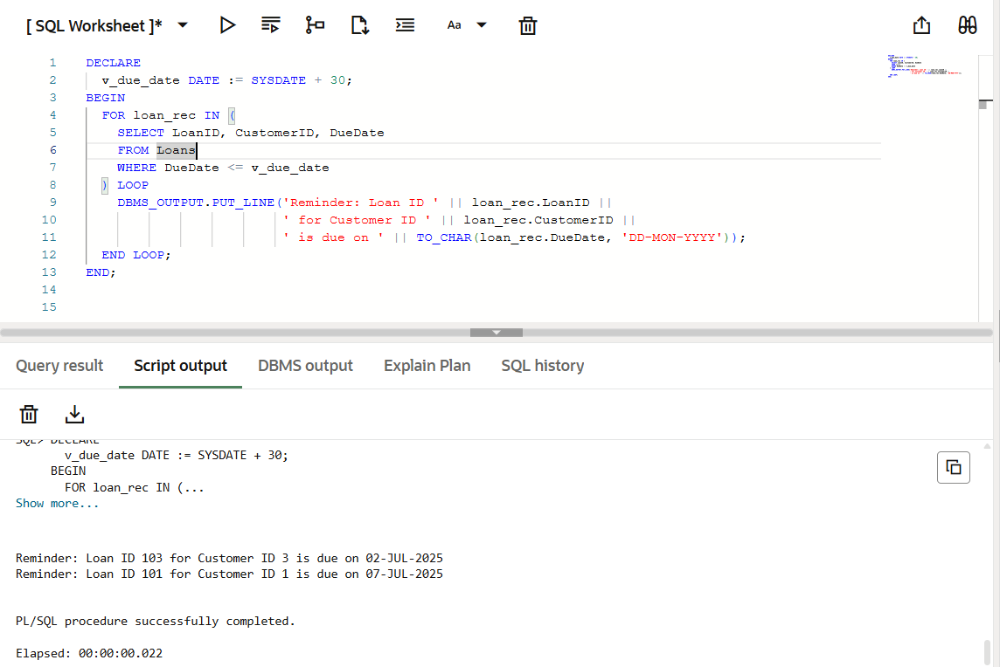 [ SQL Worksheet ]*
Aa
1 DECLARE
2 v_due_date DATE := SYSDATE + 30;
3 BEGIN
4 FOR loan_rec IN (
5 SELECT LoanID, CustomerID, DueDate
6 FROM Loans
7 WHERE DueDate <= v_due_date
8 ) LOOP
9 DBMS_OUTPUT.PUT_LINE('Reminder: Loan ID ' || loan_rec.LoanID ||
10 ' for Customer ID ' || loan_rec.CustomerID ||
11 ' is due on ' || TO_CHAR(loan_rec.DueDate, 'DD-MON-YYYY'));
12 END LOOP;
13 END;
14
15
Query result Script output DBMS output Explain Plan SQL history
SQL> DECLARE
v_due_date DATE := SYSDATE + 30;
BEGIN
FOR loan_rec IN (...
Show more...
Reminder: Loan ID 103 for Customer ID 3 is due on 02-JUL-2025
Reminder: Loan ID 101 for Customer ID 1 is due on 07-JUL-2025
PL/SQL procedure successfully completed.
Elapsed: 00:00:00.022